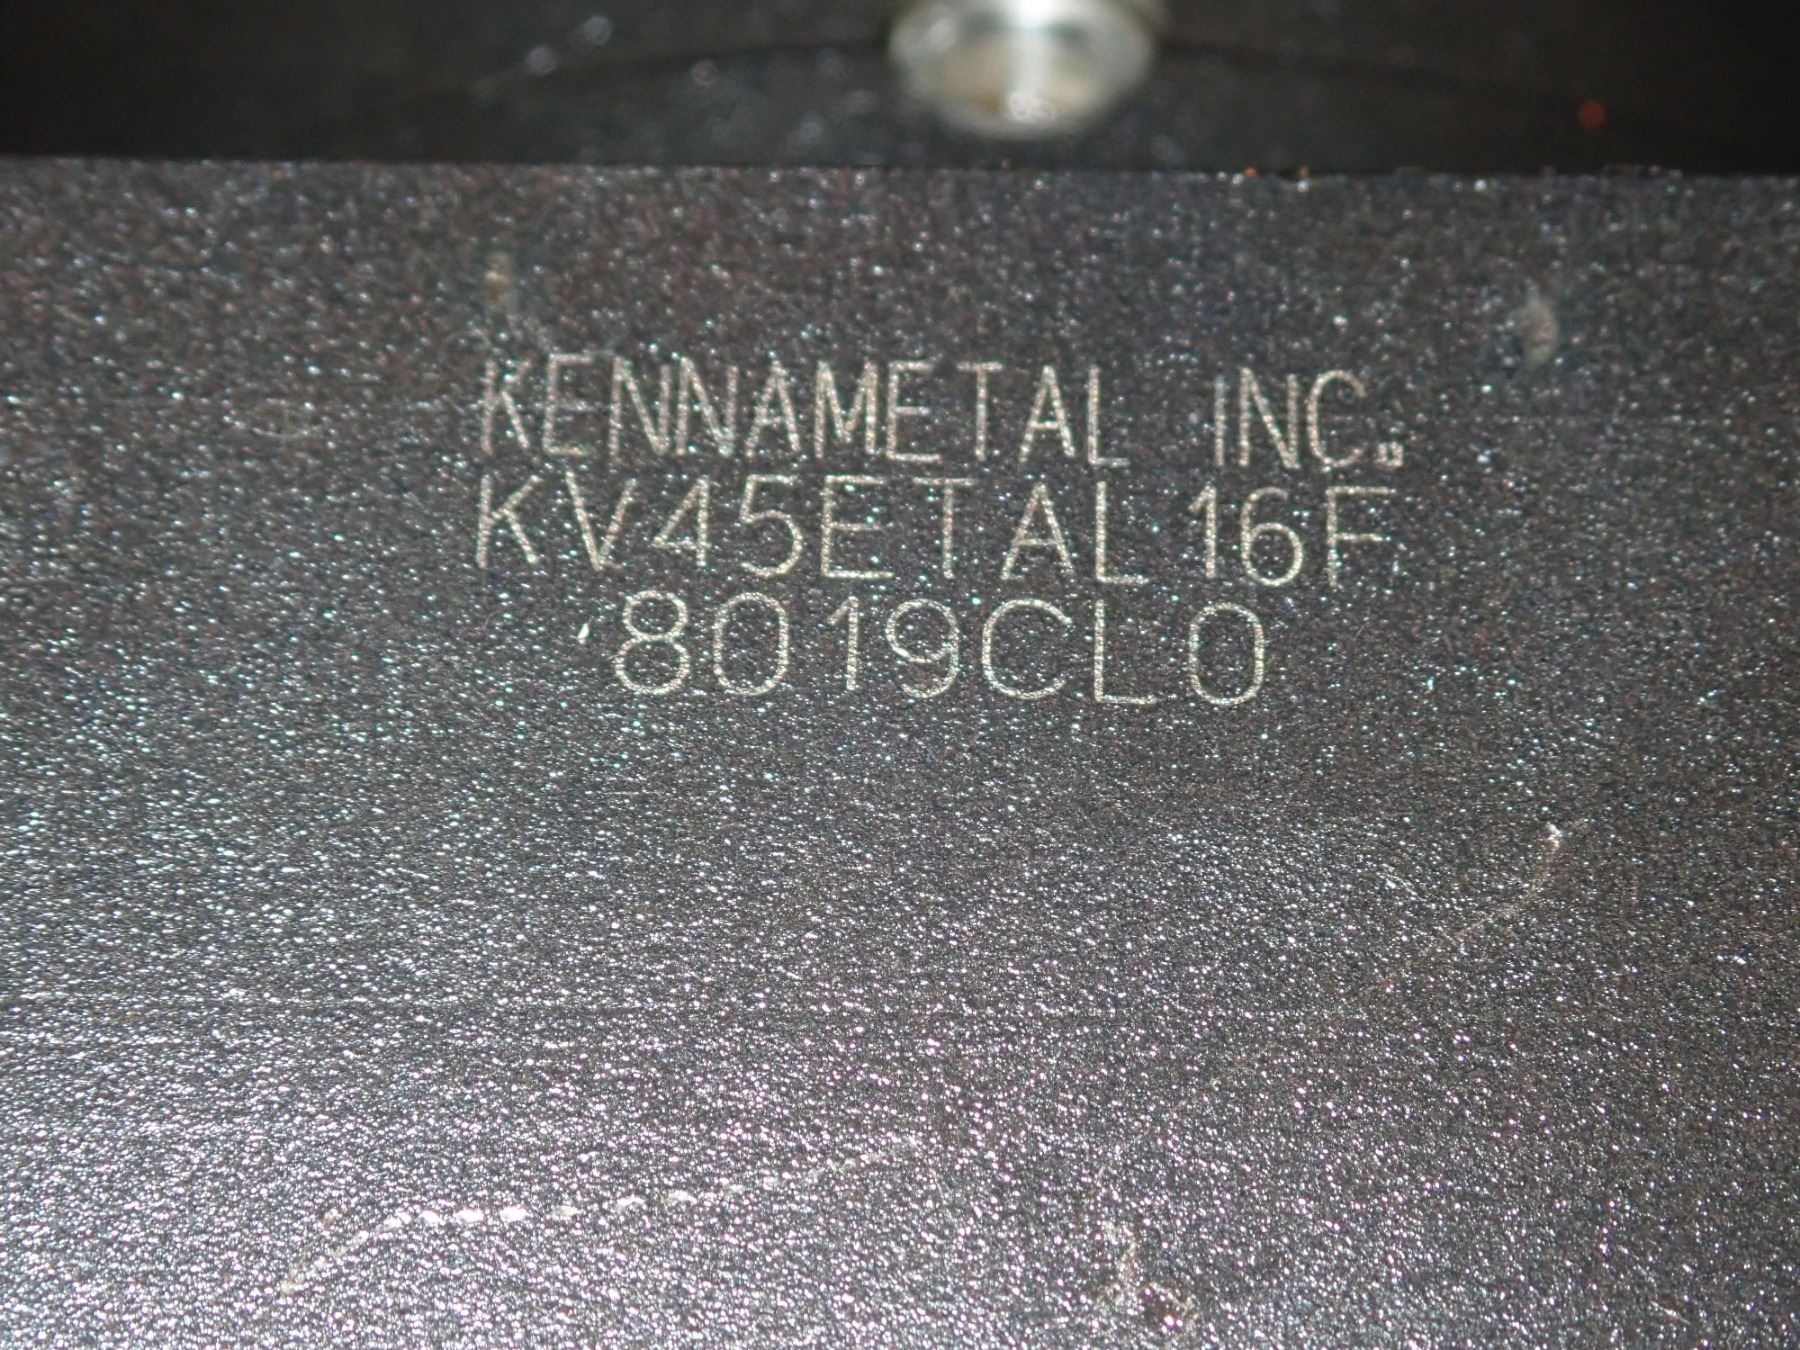 KENNAMETAL INC.
KV45ETAL16F
8019CL0